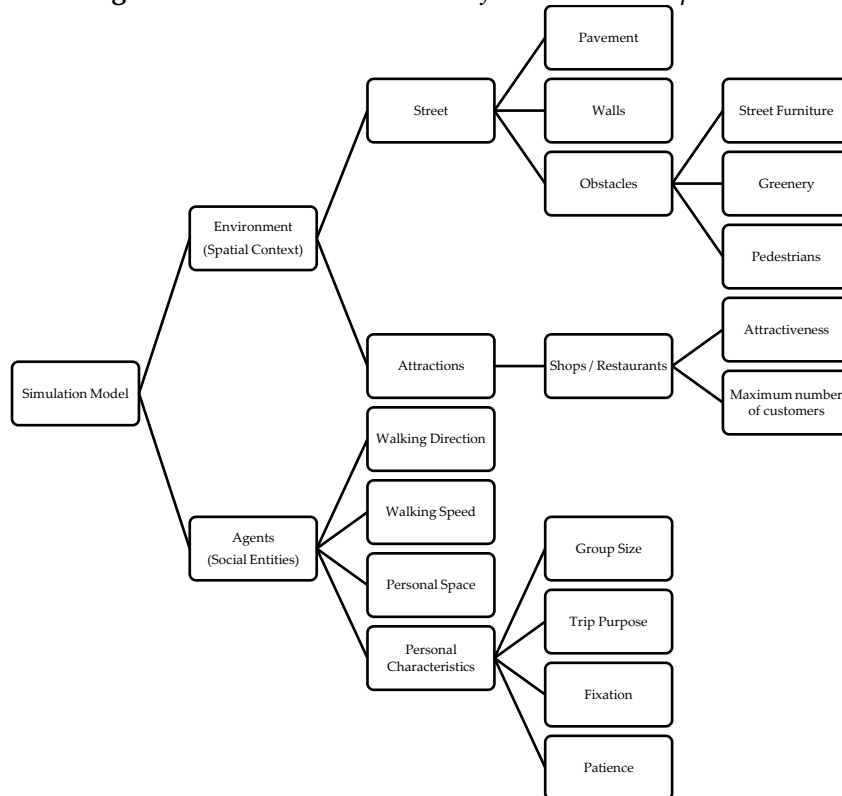 Pavement
Street
Walls
Street Furniture
Obstacles
Greenery
Environment
(Spatial Context)
Pedestrians
Attractiveness
Simulation Model
Attractions
Shops / Restaurants
Maximum number
of customers
Walking Direction
Walking Speed
Agents
(Social Entities)
Group Size
Personal Space
Trip Purpose
Personal
Characteristics
Fixation
Patience